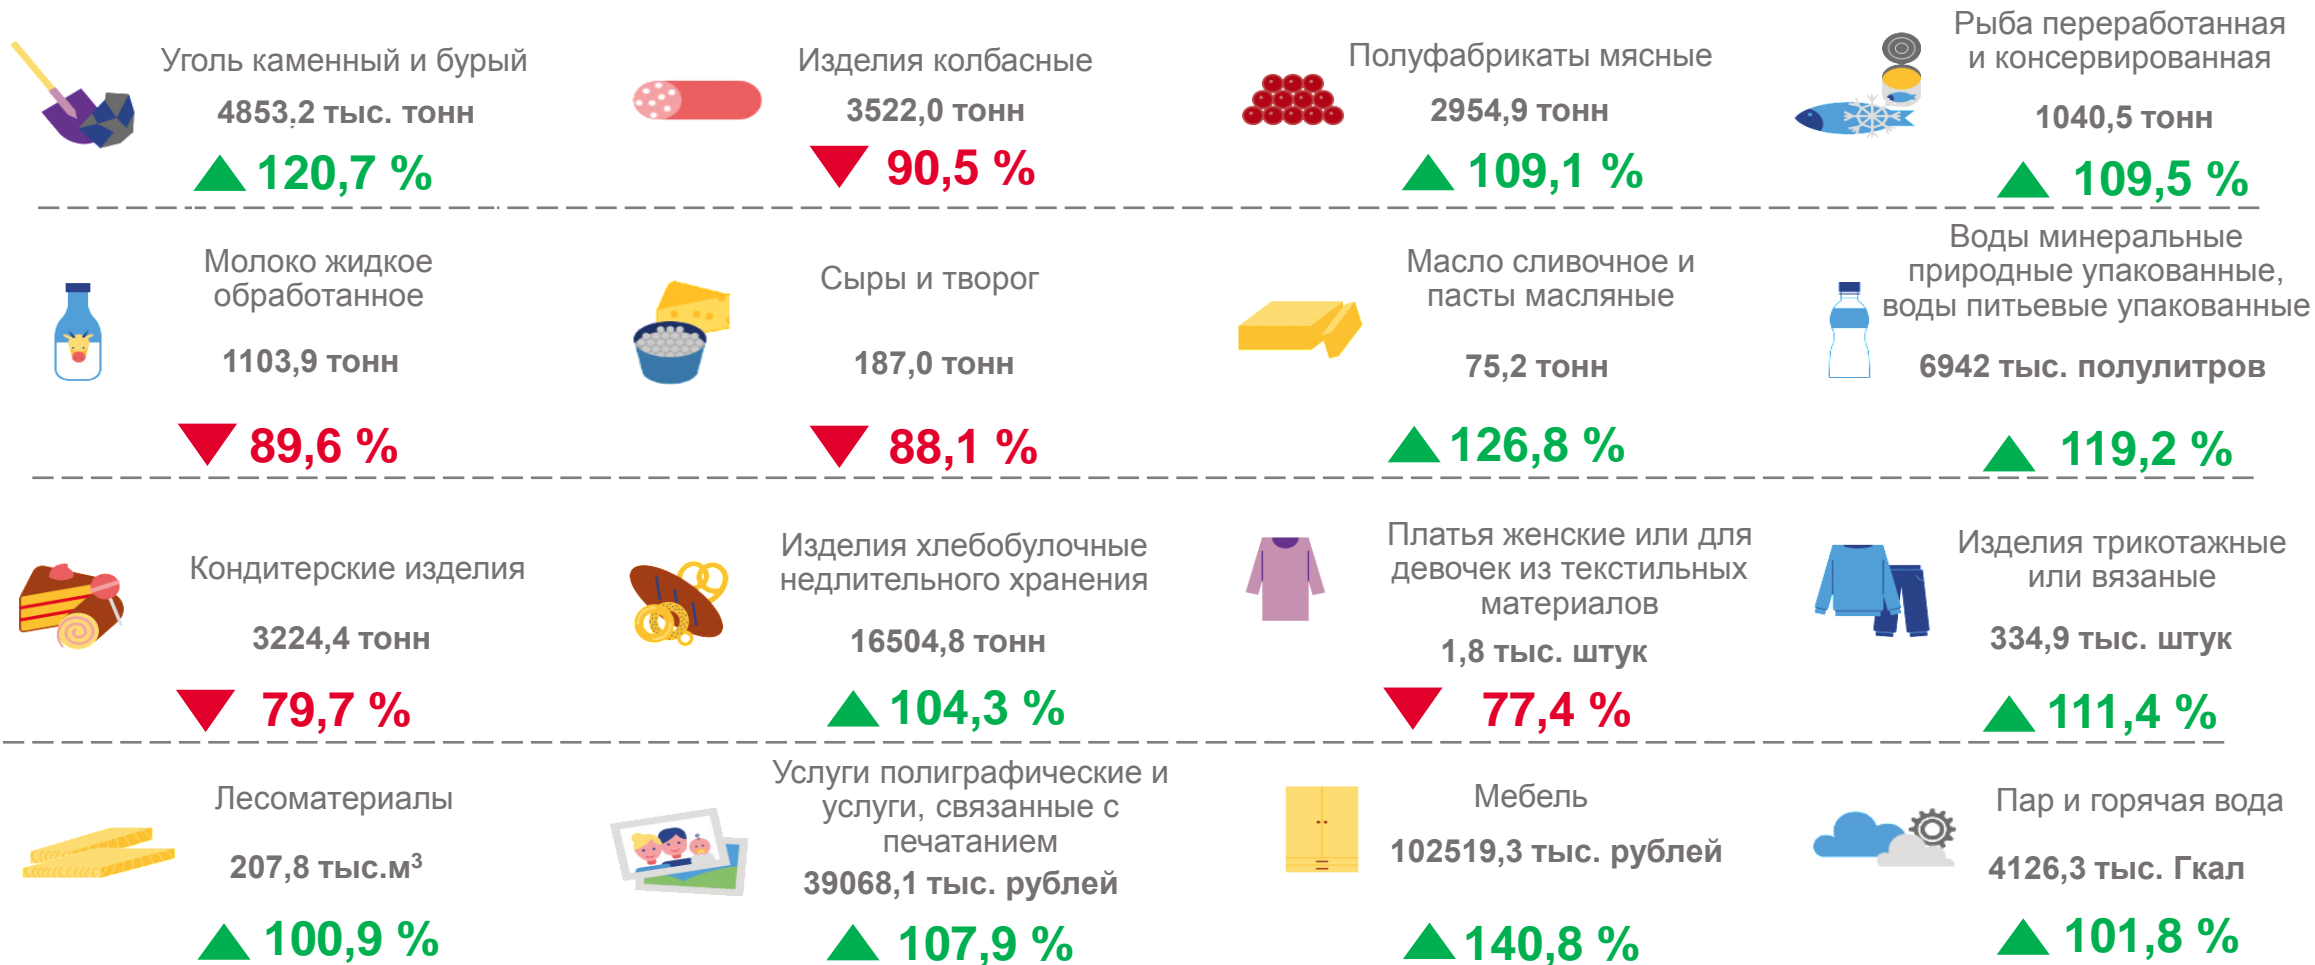 Уголь каменный и бурый
4853,2 тыс. тонн
120,7 %
Изделия колбасные
3522,0 тонн
90,5 %
Полуфабрикаты мясные
2954,9 тонн
109,1 %
Рыба переработанная
и консервированная
1040,5 тонн
109,5 %
Молоко жидкое
обработанное
1103,9 тонн
89,6 %
Сыры и творог
187,0 тонн
88,1 %
Масло сливочное и
пасты масляные
75,2 тонн
126,8 %
Воды минеральные
природные упакованные,
воды питьевые упакованные
6942 тыс. полулитров
119,2 %
Кондитерские изделия
3224,4 тонн
79,7 %
Изделия хлебобулочные
недлительного хранения
16504,8 тонн
104,3 %
Платья женские или для
девочек из текстильных
материалов
1,8 тыс. штук
77,4 %
Изделия трикотажные
или вязаные
334,9 тыс. штук
111,4 %
Лесоматериалы
207,8 тыс.м³
100,9 %
Услуги полиграфические и
услуги, связанные с
печатанием
39068,1 тыс. рублей
107,9 %
Мебель
102519,3 тыс. рублей
140,8 %
Пар и горячая вода
4126,3 тыс. Гкал
101,8 %